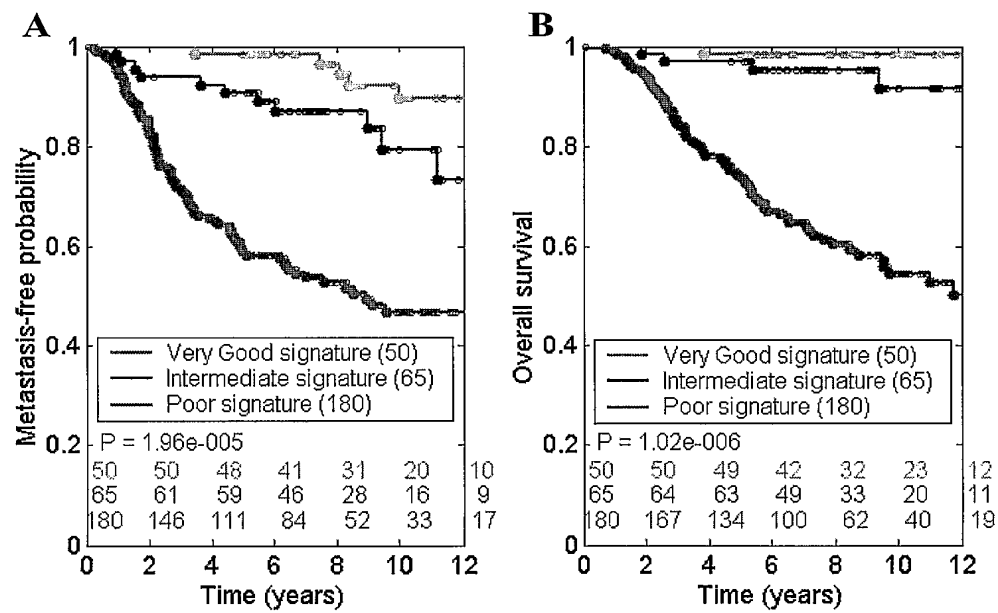 A
Metastasis-free probability
1
0.8
0.6
0.4
0.2
0
Very Good signature (50)
Intermediate signature (65)
Poor signature (180)
P = 1.96e-005
50 50 48 41 31 20 10
65 61 59 46 28 16 9
180 146 111 84 52 33 17
0 2 4 6 8 10 12
Time (years)
B
Overall survival
1
0.8
0.6
0.4
0.2
0
Very Good signature (50)
Intermediate signature (65)
Poor signature (180)
P = 1.02e-006
50 50 49 42 32 23 12
65 64 63 49 33 20 11
180 167 134 100 62 40 19
0 2 4 6 8 10 12
Time (years)